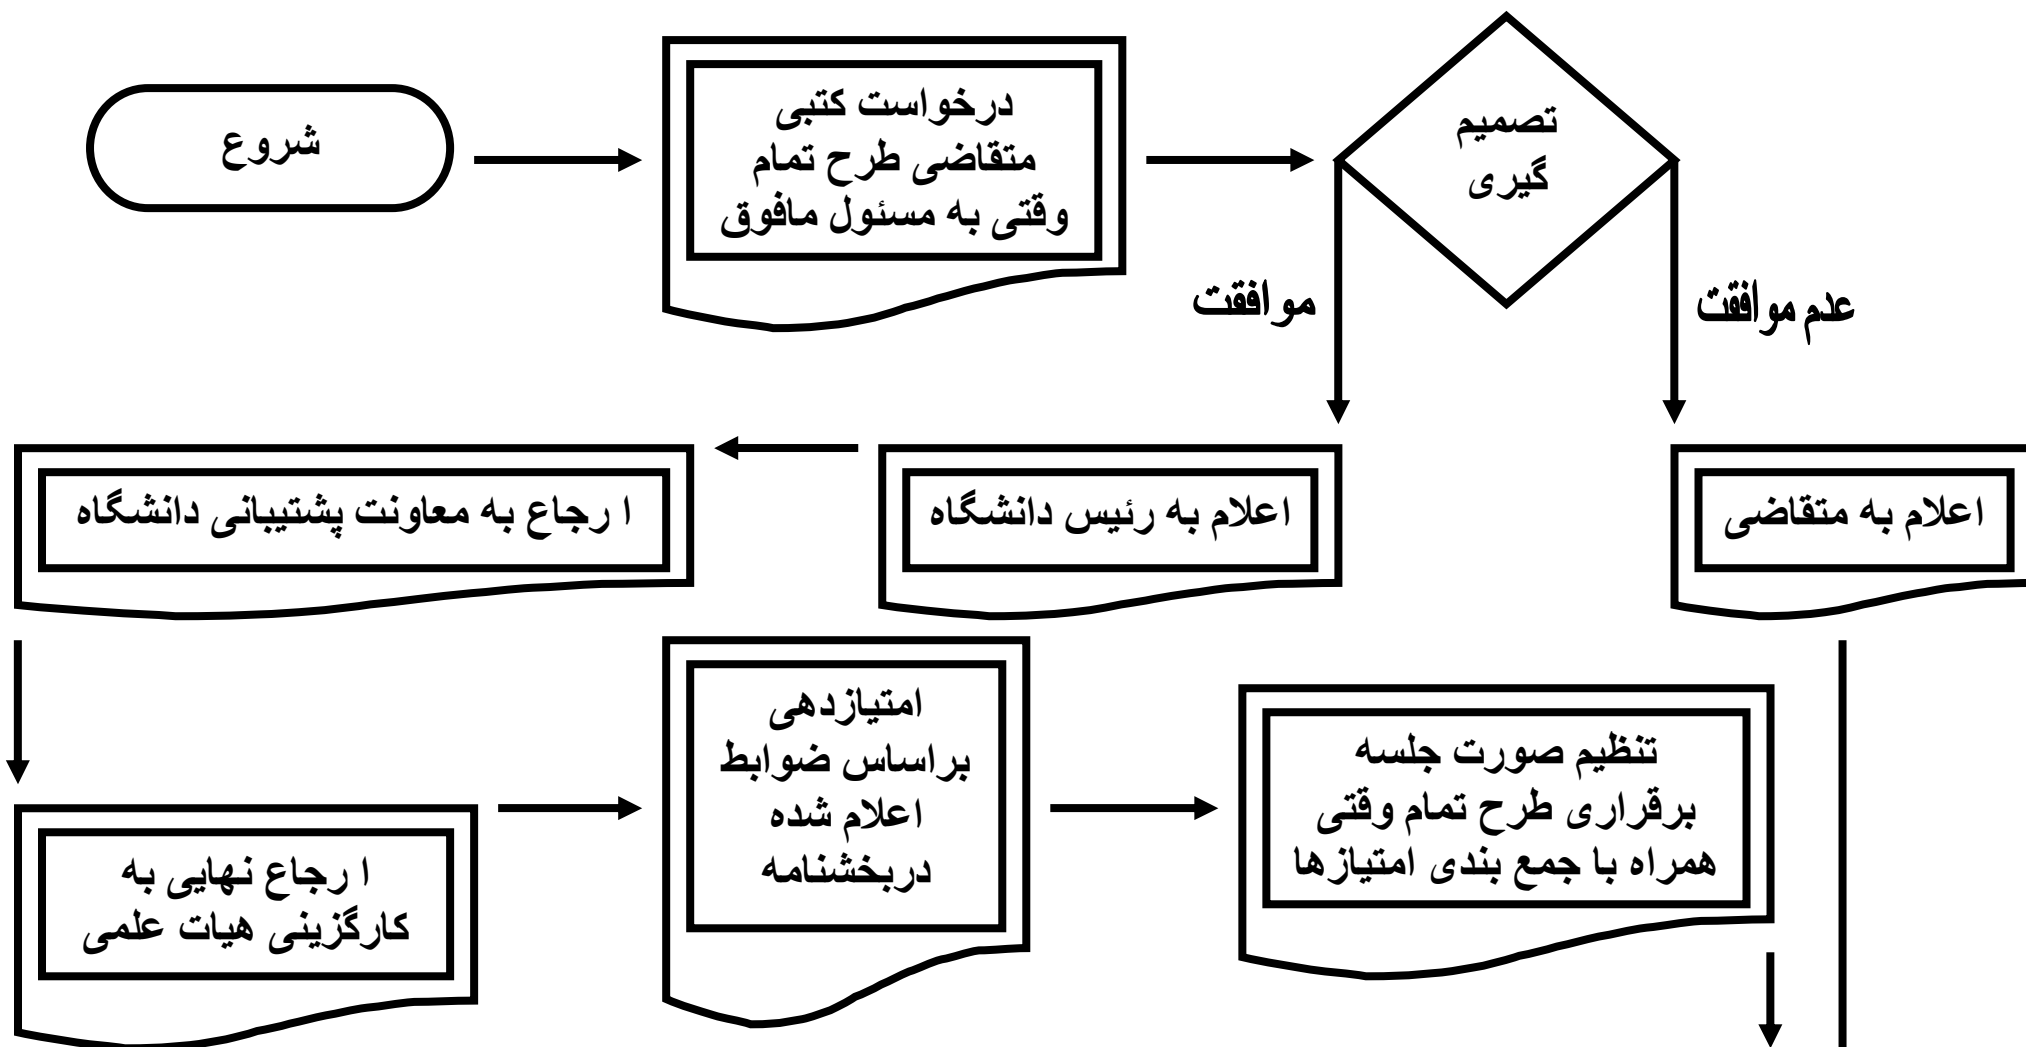 شروع
درخواست کتبی
متقاضی طرح تمام
وقتی به مسئول مافوق
تصمیم
گیری
موافقت
عدم موافقت
ا رجاع به معاونت پشتیبانی دانشگاه
اعلام به رئیس دانشگاه
اعلام به متقاضی
ا رجاع نهایی به
کارگزینی هیات علمی
امتیازدهی
براساس ضوابط
اعلام شده
دربخشنامه
تنظیم صورت جلسه
برقراری طرح تمام وقتی
همراه با جمع بندی امتیازها